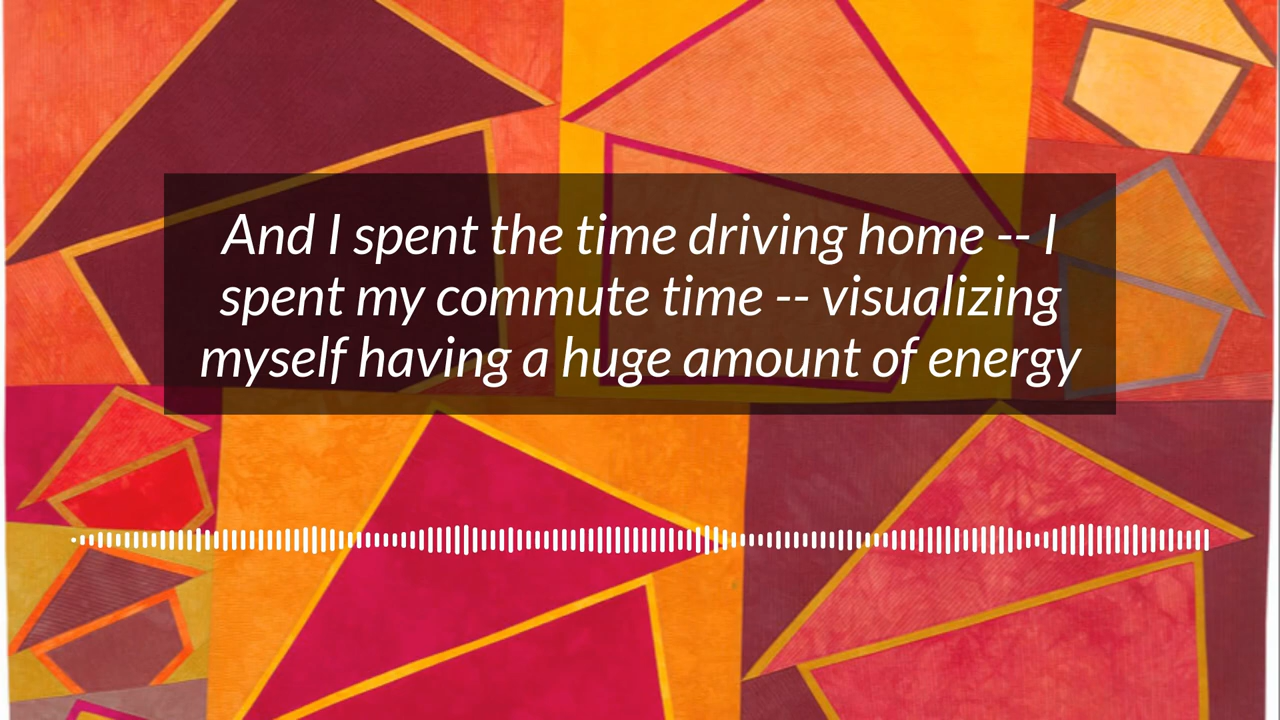 And I spent the time driving home -- I
spent my commute time -- visualizing
myself having a huge amount of energy